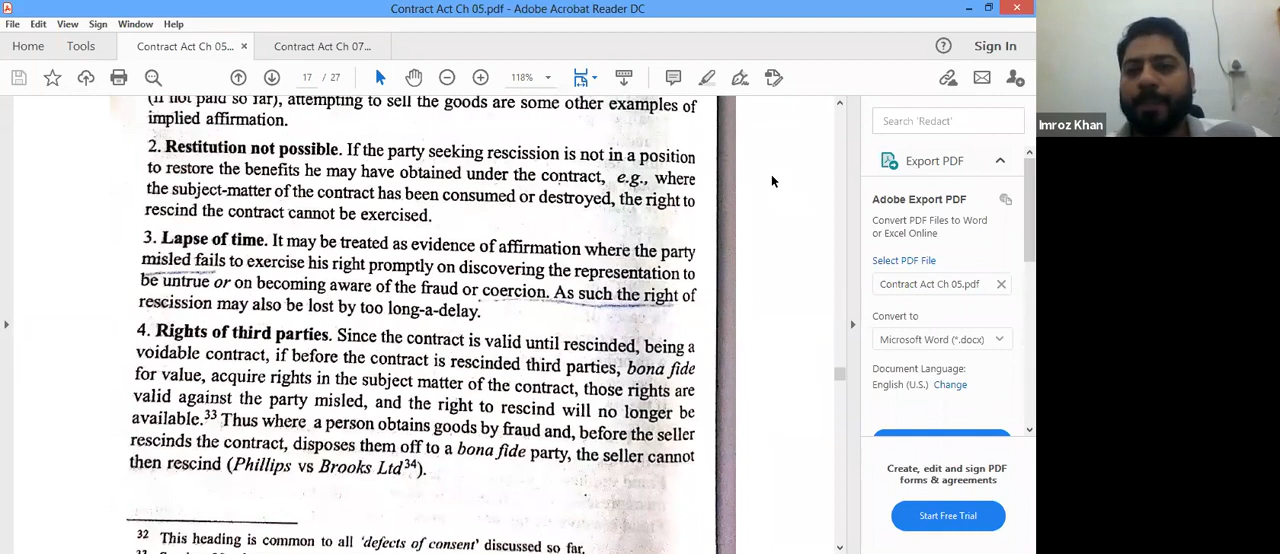 Contract Act Ch 05.pdf - Adobe Acrobat Reader DC
File Edit View Sign Window Help
Home Tools Contract Act Ch 05... × Contract Act Ch 07... Sign In
17 / 27 118%
(if not paid so far), attempting to sell the goods are some other examples of
implied affirmation.
2. Restitution not possible. If the party seeking rescission is not in a position
to restore the benefits he may have obtained under the contract, e.g., where
the subject-matter of the contract has been consumed or destroyed, the right to
rescind the contract cannot be exercised.
3. Lapse of time. It may be treated as evidence of affirmation where the party
misled fails to exercise his right promptly on discovering the representation to
be untrue or on becoming aware of the fraud or coercion. As such the right of
rescission may also be lost by too long-a-delay.
4. Rights of third parties. Since the contract is valid until rescinded, being a
voidable contract, if before the contract is rescinded third parties, bona fide
for value, acquire rights in the subject matter of the contract, those rights are
valid against the party misled, and the right to rescind will no longer be
available.33 Thus where a person obtains goods by fraud and, before the seller
rescinds the contract, disposes them off to a bona fide party, the seller cannot
then rescind (Phillips vs Brooks Ltd34).
32 This heading is common to all 'defects of consent' discussed so far.
Search 'Redact'
Export PDF
Adobe Export PDF
Convert PDF Files to Word
or Excel Online
Select PDF File
Contract Act Ch 05.pdf
Convert to
Microsoft Word (*.docx)
Document Language:
English (U.S.) Change
Create, edit and sign PDF
forms & agreements
Start Free Trial
Imroz Khan